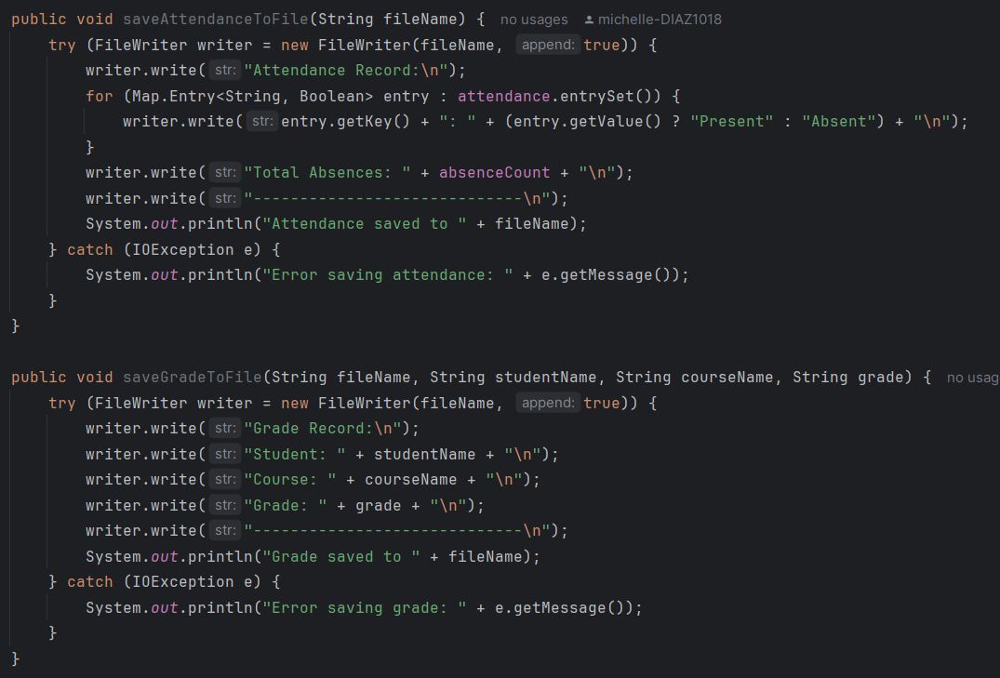 public void saveAttendanceToFile(String fileName) { no usages michelle-DIAZ1018
    try (FileWriter writer = new FileWriter(fileName, append: true)) {
        writer.write( str: "Attendance Record:\n");
        for (Map.Entry<String, Boolean> entry : attendance.entrySet()) {
            writer.write( str: entry.getKey() + ": " + (entry.getValue() ? "Present" : "Absent") + "\n");
        }
        writer.write( str: "Total Absences: " + absenceCount + "\n");
        writer.write( str: "-----------------------------\n");
        System.out.println("Attendance saved to " + fileName);
    } catch (IOException e) {
        System.out.println("Error saving attendance: " + e.getMessage());
    }
}
public void saveGradeToFile(String fileName, String studentName, String courseName, String grade) { no usag
    try (FileWriter writer = new FileWriter(fileName, append: true)) {
        writer.write( str: "Grade Record:\n");
        writer.write( str: "Student: " + studentName + "\n");
        writer.write( str: "Course: " + courseName + "\n");
        writer.write( str: "Grade: " + grade + "\n");
        writer.write( str: "-----------------------------\n");
        System.out.println("Grade saved to " + fileName);
    } catch (IOException e) {
        System.out.println("Error saving grade: " + e.getMessage());
    }
}